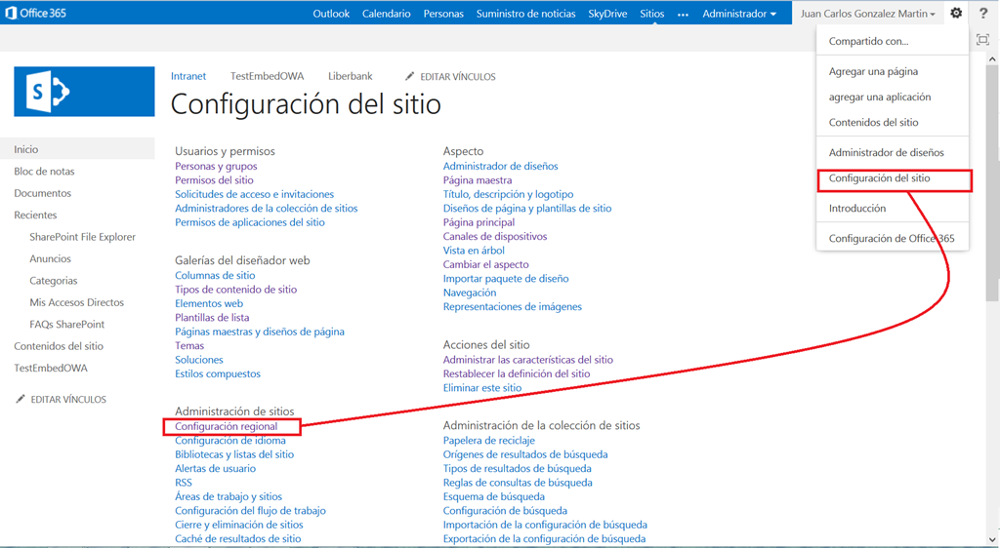 Office 365
Outlook Calendario Personas Suministro de noticias SkyDrive Sitios ••• Administrador
Juan Carlos Gonzalez Martin
?
Compartido con...
Agregar una página
agregar una aplicación
Contenidos del sitio
Administrador de diseños
Configuración del sitio
Introducción
Configuración de Office 365
S
Intranet TestEmbedOWA Liberbank EDITAR VÍNCULOS
Configuración del sitio
Inicio
Bloc de notas
Documentos
Recientes
SharePoint File Explorer
Anuncios
Categorias
Mis Accesos Directos
FAQs SharePoint
Contenidos del sitio
TestEmbedOWA
EDITAR VÍNCULOS
Usuarios y permisos
Personas y grupos
Permisos del sitio
Solicitudes de acceso e invitaciones
Administradores de la colección de sitios
Permisos de aplicaciones del sitio
Galerías del diseñador web
Columnas de sitio
Tipos de contenido de sitio
Elementos web
Plantillas de lista
Páginas maestras y diseños de página
Temas
Soluciones
Estilos compuestos
Administración de sitios
Configuración regional
Configuración de idioma
Bibliotecas y listas del sitio
Alertas de usuario
RSS
Áreas de trabajo y sitios
Configuración del flujo de trabajo
Cierre y eliminación de sitios
Caché de resultados de sitio
Aspecto
Administrador de diseños
Página maestra
Título, descripción y logotipo
Diseños de página y plantillas de sitio
Página principal
Canales de dispositivos
Vista en árbol
Cambiar el aspecto
Importar paquete de diseño
Navegación
Representaciones de imágenes
Acciones del sitio
Administrar las características del sitio
Restablecer la definición del sitio
Eliminar este sitio
Administración de la colección de sitios
Papelera de reciclaje
Orígenes de resultados de búsqueda
Tipos de resultados de búsqueda
Reglas de consultas de búsqueda
Esquema de búsqueda
Configuración de búsqueda
Importación de la configuración de búsqueda
Exportación de la configuración de búsqueda